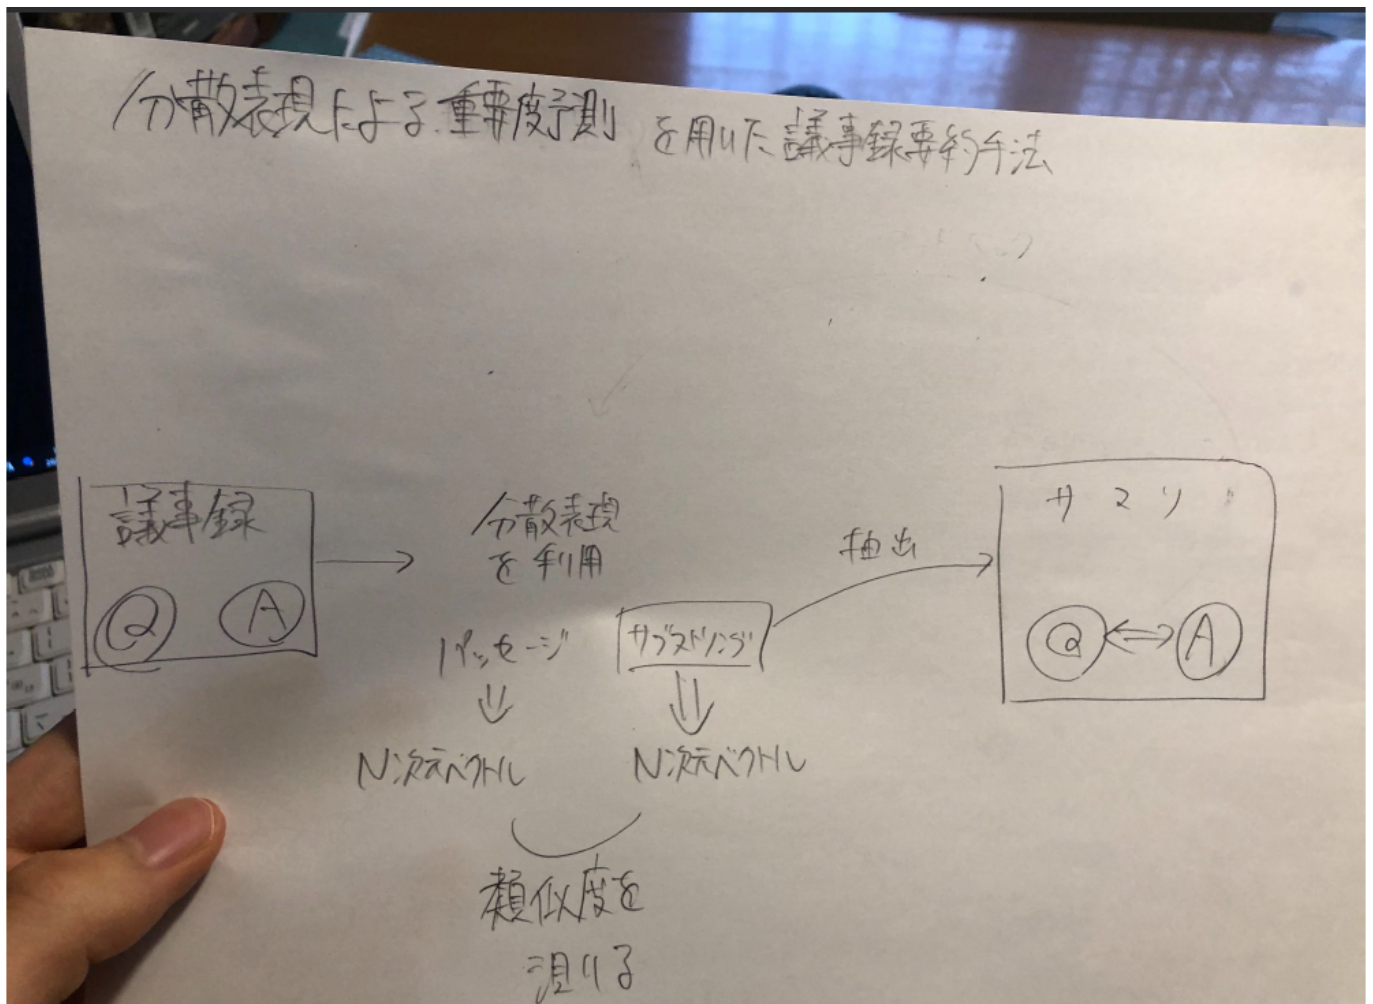 分散表現による重要度予測を用いた議事録要約手法
議事録
Q A
分散表現
を利用
パッセージ
サブストリング
N次元ベクトル
N次元ベクトル
類似度を
測りる
抽出
サマリ
Q A